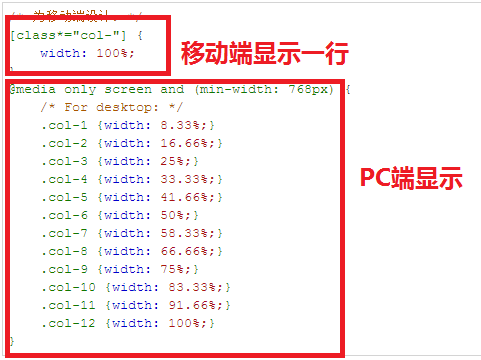 /* 为移动端设计: */
[class*="col-"] {
width: 100%;
}
移动端显示一行
@media only screen and (min-width: 768px) {
/* For desktop: */
.col-1 {width: 8.33%;}
.col-2 {width: 16.66%;}
.col-3 {width: 25%;}
.col-4 {width: 33.33%;}
.col-5 {width: 41.66%;}
.col-6 {width: 50%;}
.col-7 {width: 58.33%;}
.col-8 {width: 66.66%;}
.col-9 {width: 75%;}
.col-10 {width: 83.33%;}
.col-11 {width: 91.66%;}
.col-12 {width: 100%;}
}
PC端显示